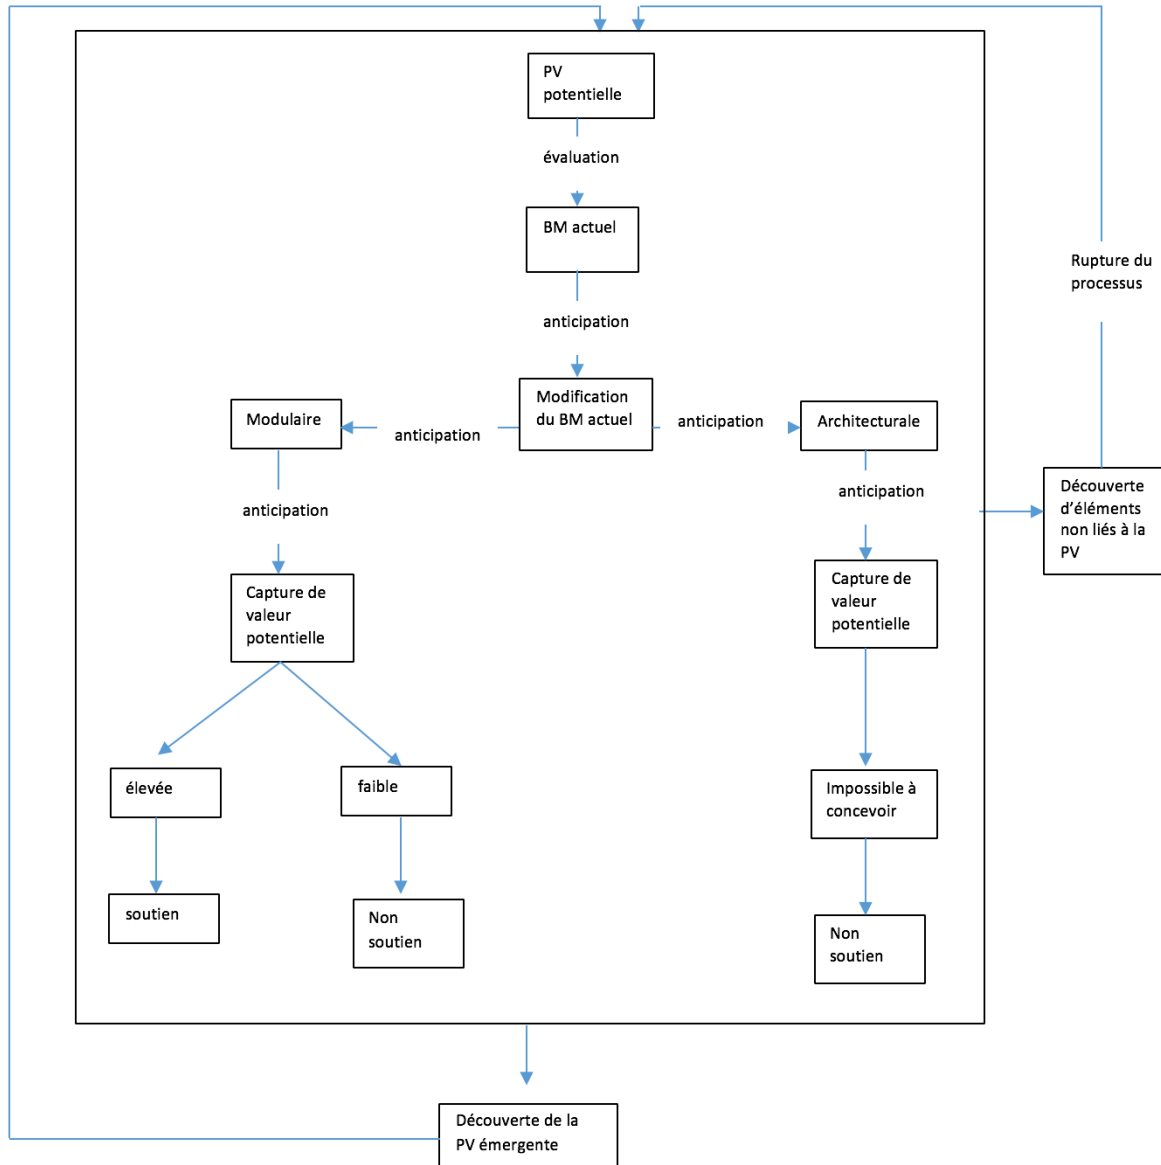 PV
potentielle
évaluation
BM actuel
anticipation
Modification
du BM actuel
Modulaire
anticipation
anticipation
Architecturale
anticipation
anticipation
Capture de
valeur
potentielle
Capture de
valeur
potentielle
élevée
faible
Impossible à
concevoir
soutien
Non
soutien
Non
soutien
Rupture du
processus
Découverte
d’éléments
non liés à la
PV
Découverte de la
PV émergente